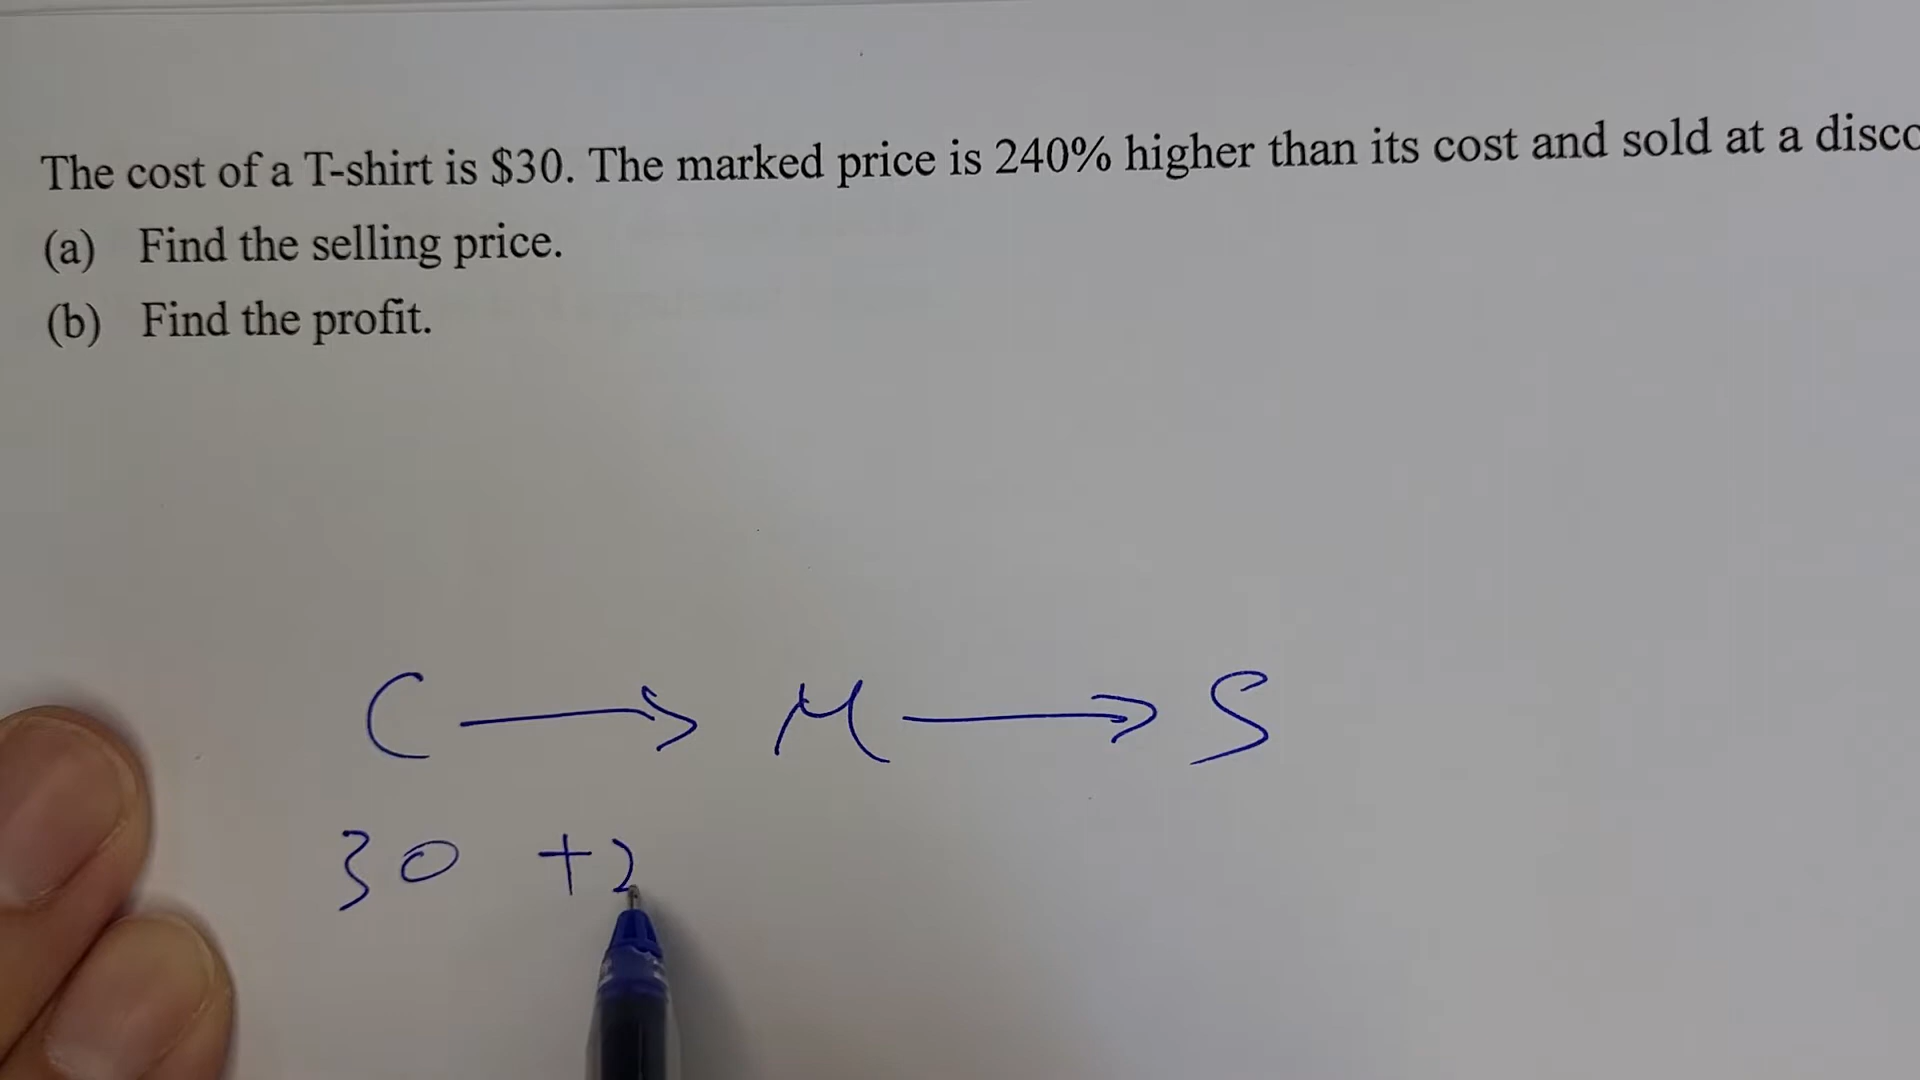 The cost of a T-shirt is $30. The marked price is 240% higher than its cost and sold at a
(a) Find the selling price.
(b) Find the profit.
C → M → S
30 +2